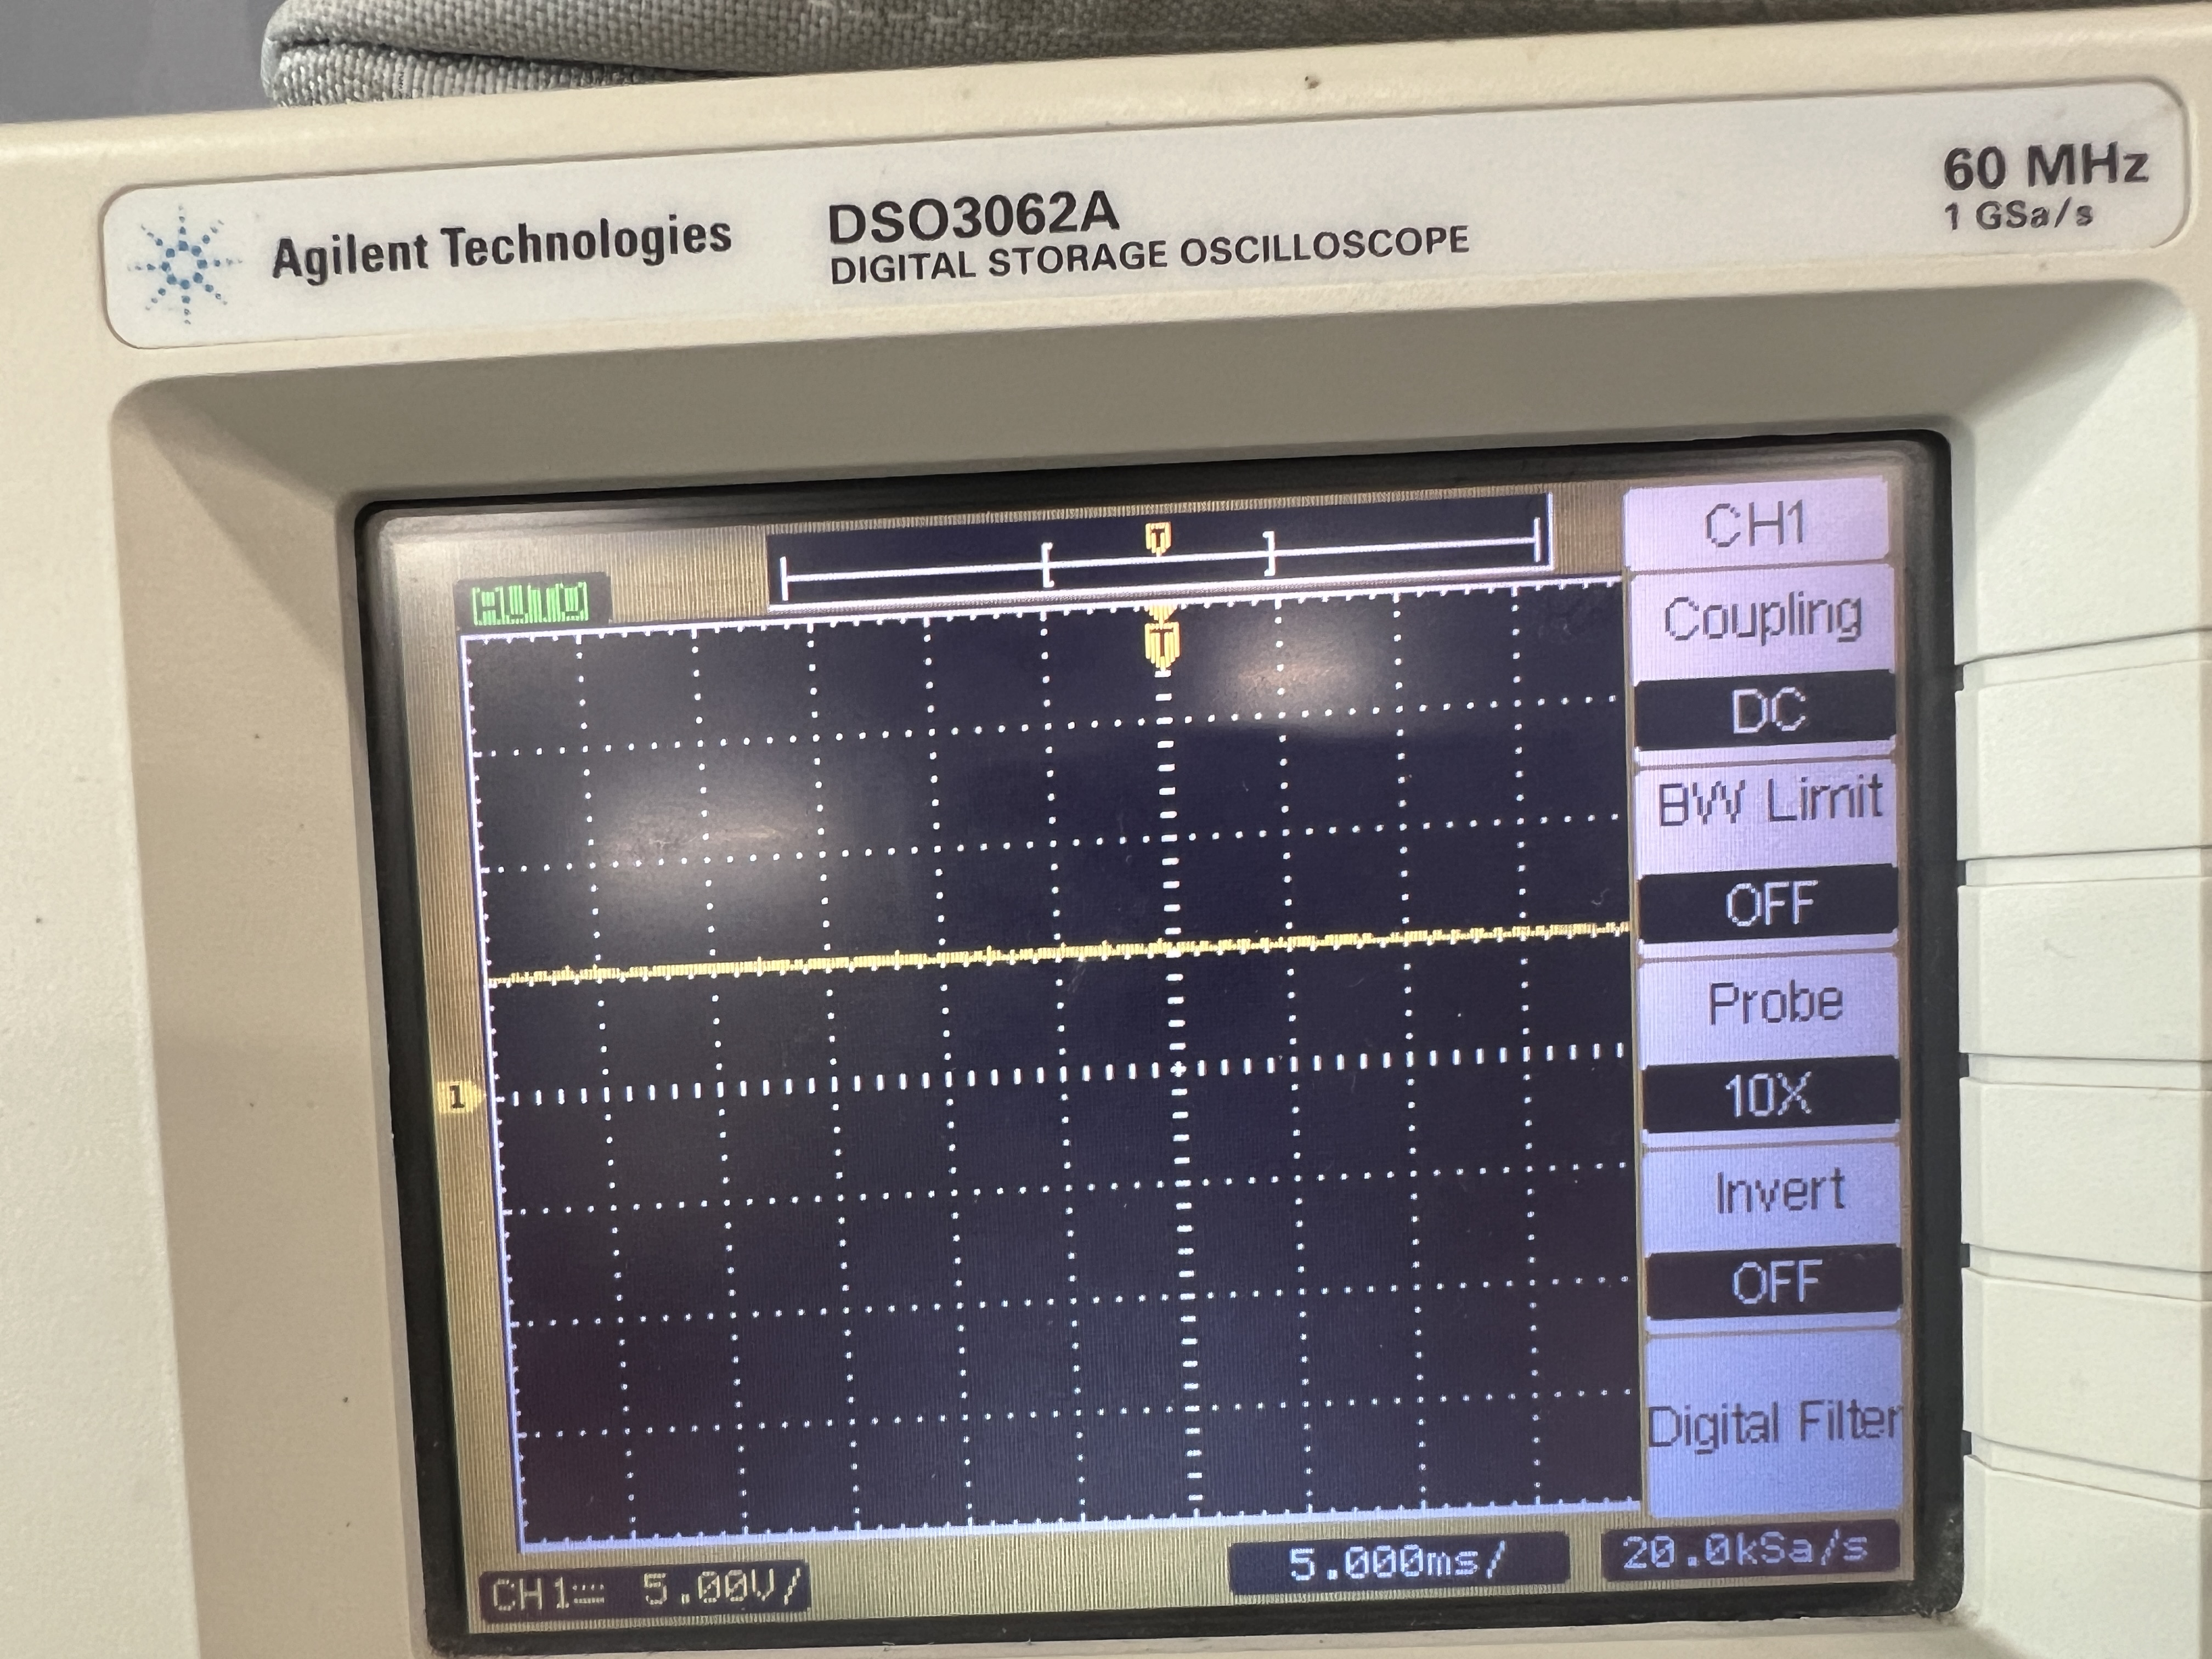 Agilent Technologies
DSO3062A
DIGITAL STORAGE OSCILLOSCOPE
60 MHz
1 GSa/s
T
T
1
CH1
Coupling
DC
BW Limit
OFF
Probe
10X
Invert
OFF
Digital Filter
CH1 5.00V/
5.000ms/
20.0kSa/s